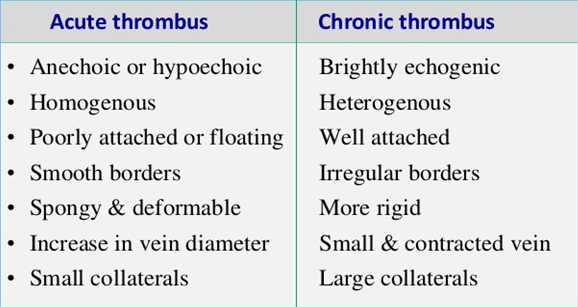 Acute thrombus Chronic thrombus
• Anechoic or hypoechoic Brightly echogenic
• Homogenous Heterogenous
• Poorly attached or floating Well attached
• Smooth borders Irregular borders
• Spongy & deformable More rigid
• Increase in vein diameter Small & contracted vein
• Small collaterals Large collaterals